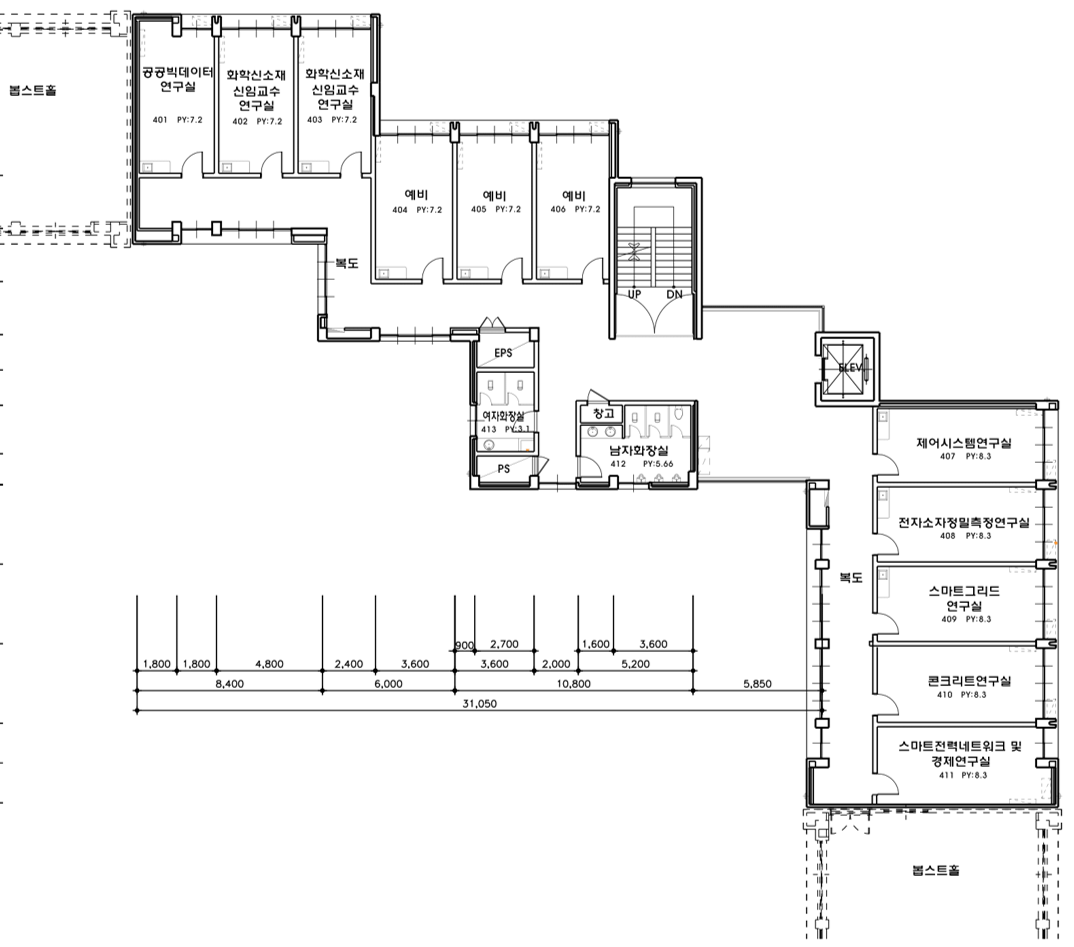 봅스트홀
공공빅데이터
연구실
401 PY:7.2
화학신소재
신임교수
연구실
402 PY:7.2
화학신소재
신임교수
연구실
403 PY:7.2
예비
404 PY:7.2
예비
405 PY:7.2
예비
406 PY:7.2
복도
UP DN
EPS
ELEV
여자화장실
413 PY:3.1
창고
남자화장실
412 PY:5.66
PS
제어시스템연구실
407 PY:8.3
전자소자정밀측정연구실
408 PY:8.3
복도
스마트그리드
연구실
409 PY:8.3
콘크리트연구실
410 PY:8.3
스마트전력네트워크 및
경제연구실
411 PY:8.3
900 2,700 1,600 3,600
1,800 1,800 4,800 2,400 3,600 3,600 2,000 5,200
8,400 6,000 10,800 5,850
31,050
봅스트홀